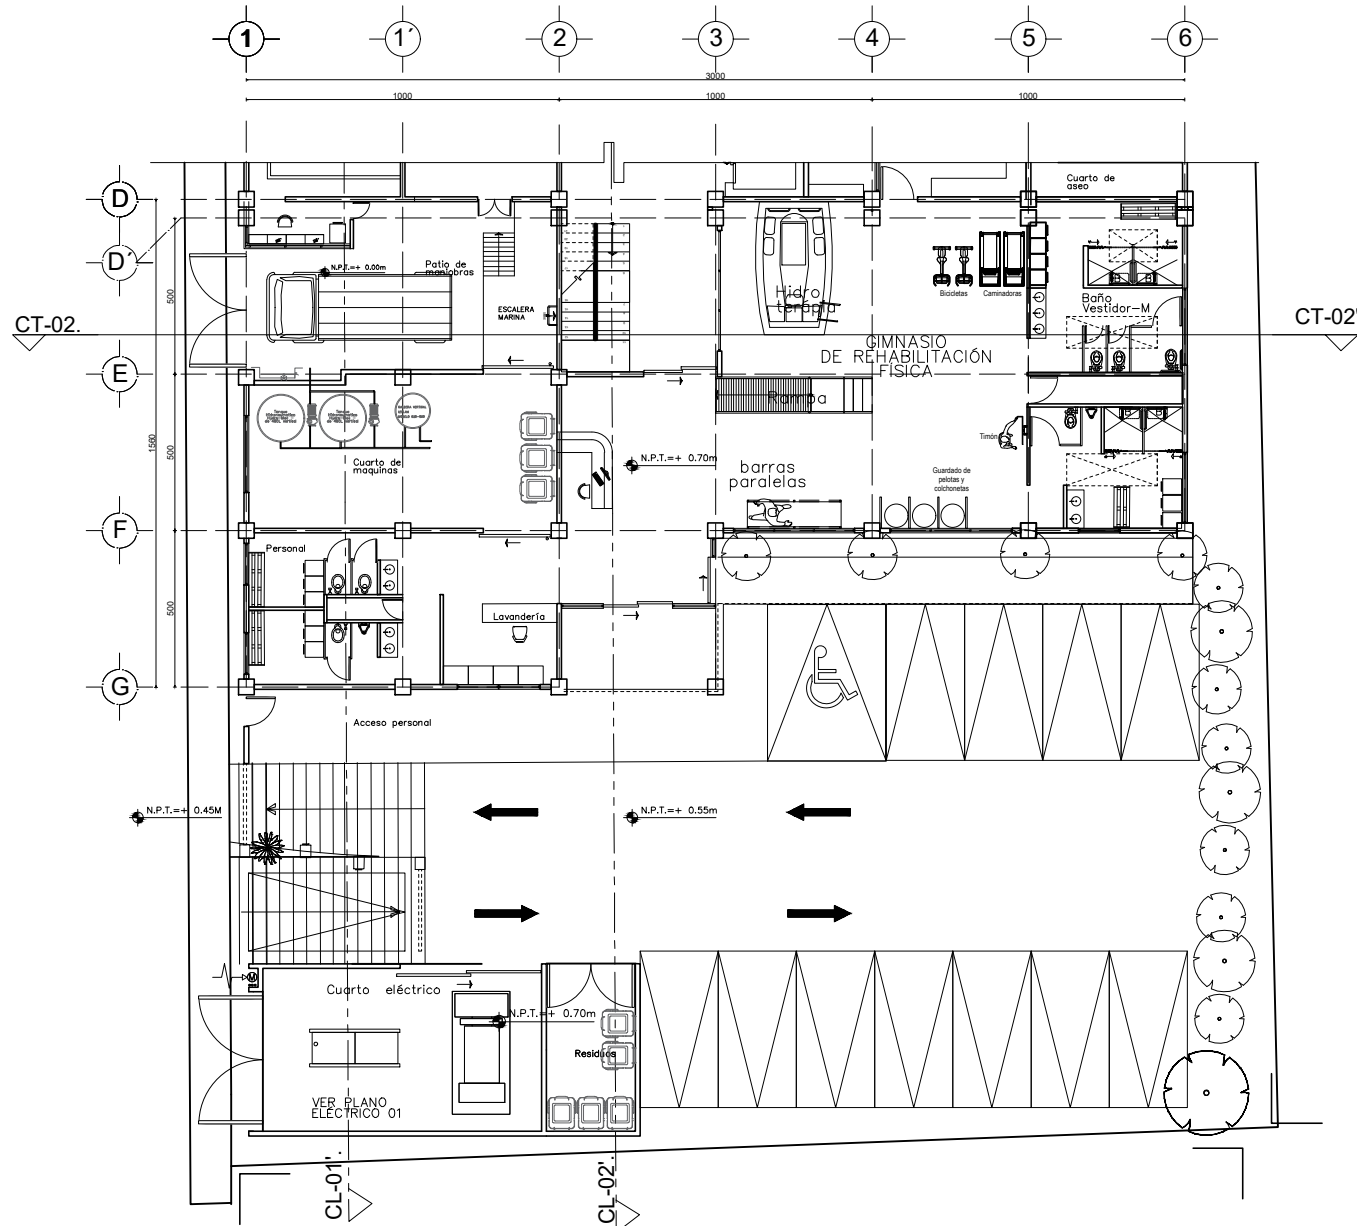 1 1´ 2 3 4 5 6
3000
1000 1000 1000
D
Cuarto de
aseo
D´
Patio de
maniobras
N.P.T.=+ 0.00m
500
ESCALERA
MARINA
Hidro
terápia
Bicicletas
Caminadoras
Baño
Vestidor-M
CT-02.
CT-02'
GIMNASIO
DE REHABILITACIÓN
FÍSICA
E
Rampa
1560
500
Cuarto de
maquinas
N.P.T.=+ 0.70m
Timón
barras
paralelas
Guardado de
pelotas y
colchonetas
F
Personal
500
Lavandería
G
Acceso personal
N.P.T.=+ 0.45M
N.P.T.=+ 0.55m
M
Cuarto eléctrico
N.P.T.=+ 0.70m
Residuos
VER PLANO
ELÉCTRICO 01
CL-01'.
CL-02'.